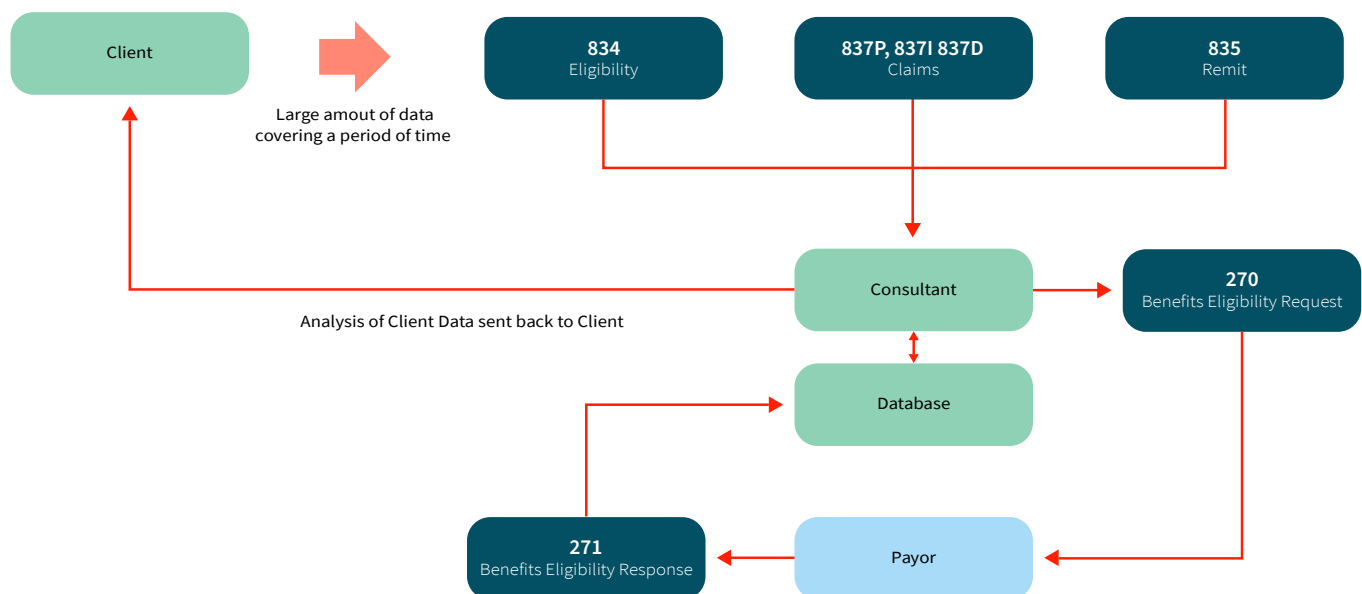 Client
Large amout of data
covering a period of time
834
Eligibility
837P, 837I 837D
Claims
835
Remit
Consultant
270
Benefits Eligibility Request
Analysis of Client Data sent back to Client
Database
271
Benefits Eligibility Response
Payor